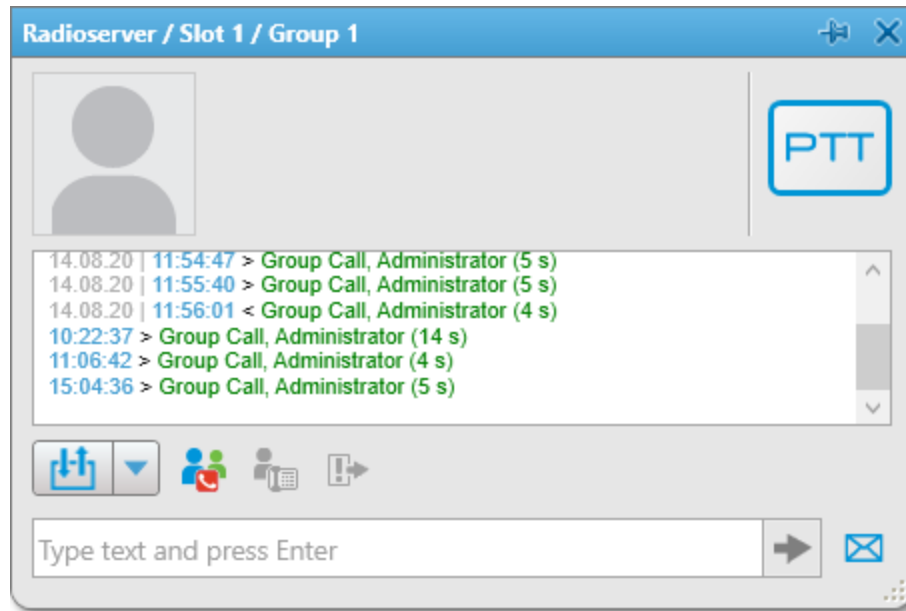 Radioserver / Slot 1 / Group 1
PTT
14.08.20 | 11:54:47 > Group Call, Administrator (5 s)
14.08.20 | 11:55:40 > Group Call, Administrator (5 s)
14.08.20 | 11:56:01 < Group Call, Administrator (4 s)
10:22:37 > Group Call, Administrator (14 s)
11:06:42 > Group Call, Administrator (4 s)
15:04:36 > Group Call, Administrator (5 s)
Type text and press Enter